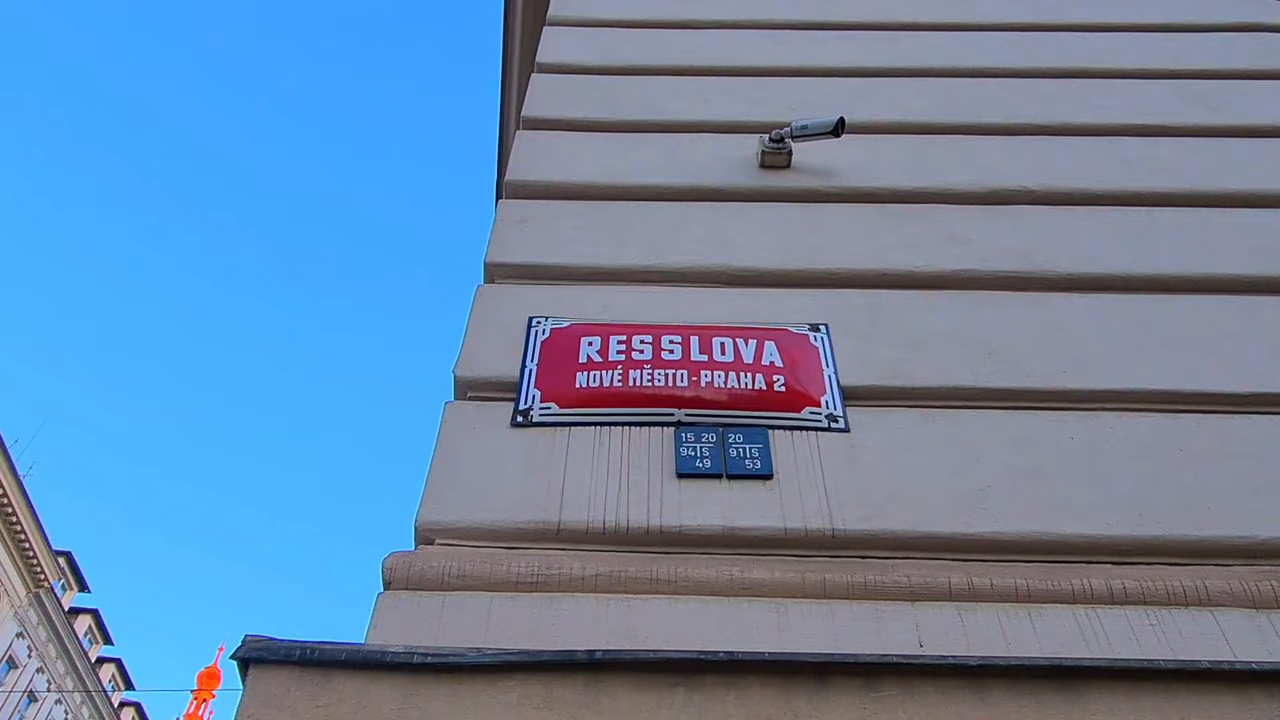 RESSLOVA
NOVÉ MĚSTO-PRAHA 2
15 20
94 S
49
20
91 S
53